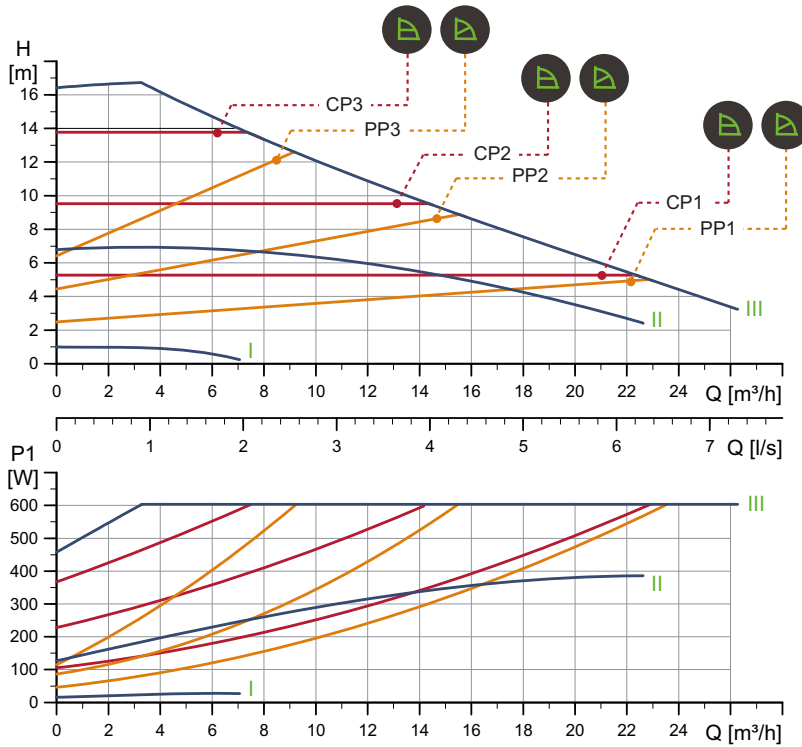 H
[m]
16
14
12
10
8
6
4
2
0
CP3
PP3
CP2
PP2
CP1
PP1
I
II
III
0 2 4 6 8 10 12 14 16 18 20 22 24 Q [m³/h]
0 1 2 3 4 5 6 7 Q [l/s]
P1
[W]
600
500
400
300
200
100
0
III
II
I
0 2 4 6 8 10 12 14 16 18 20 22 24 Q [m³/h]